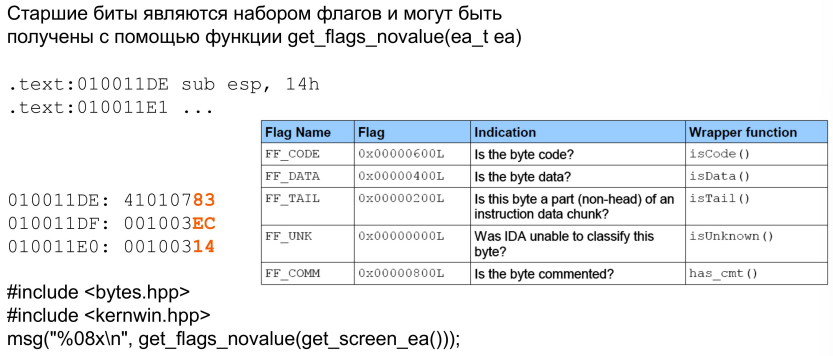 Старшие биты являются набором флагов и могут быть
получены с помощью функции get_flags_novalue(ea_t ea)
.text:010011DE sub esp, 14h
.text:010011E1 ...
Flag Name Flag Indication Wrapper function
FF_CODE 0x00000600L Is the byte code? isCode()
FF_DATA 0x00000400L Is the byte data? isData()
FF_TAIL 0x00000200L Is this byte a part (non-head) of an isTail()
instruction data chunk?
FF_UNK 0x00000000L Was IDA unable to classify this isUnknown()
byte?
FF_COMM 0x00000800L Is the byte commented? has_cmt()
010011DE: 41010783
010011DF: 001003EC
010011E0: 00100314
#include <bytes.hpp>
#include <kernwin.hpp>
msg("%08x\n", get_flags_novalue(get_screen_ea()));